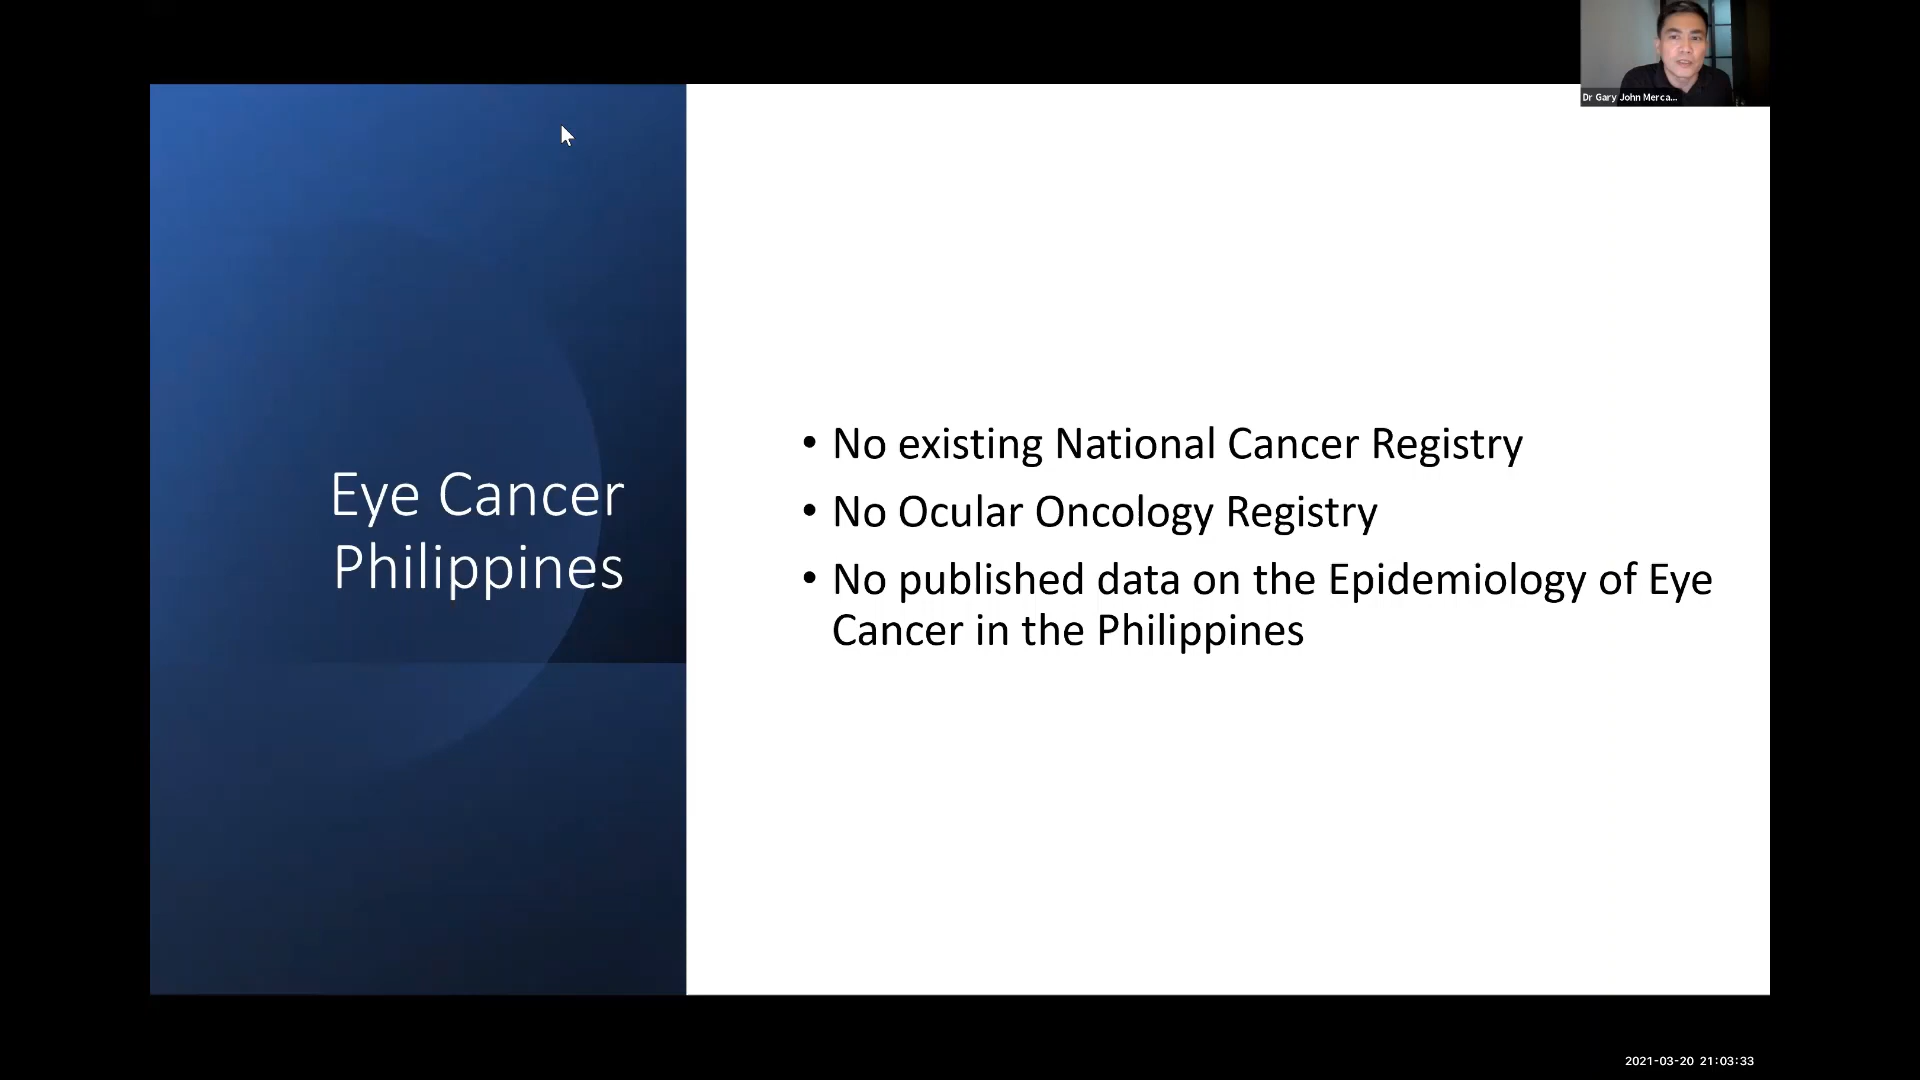 Dr Gary John Merca...
Eye Cancer
Philippines
• No existing National Cancer Registry
• No Ocular Oncology Registry
• No published data on the Epidemiology of Eye
Cancer in the Philippines
2021-03-20 21:03:33